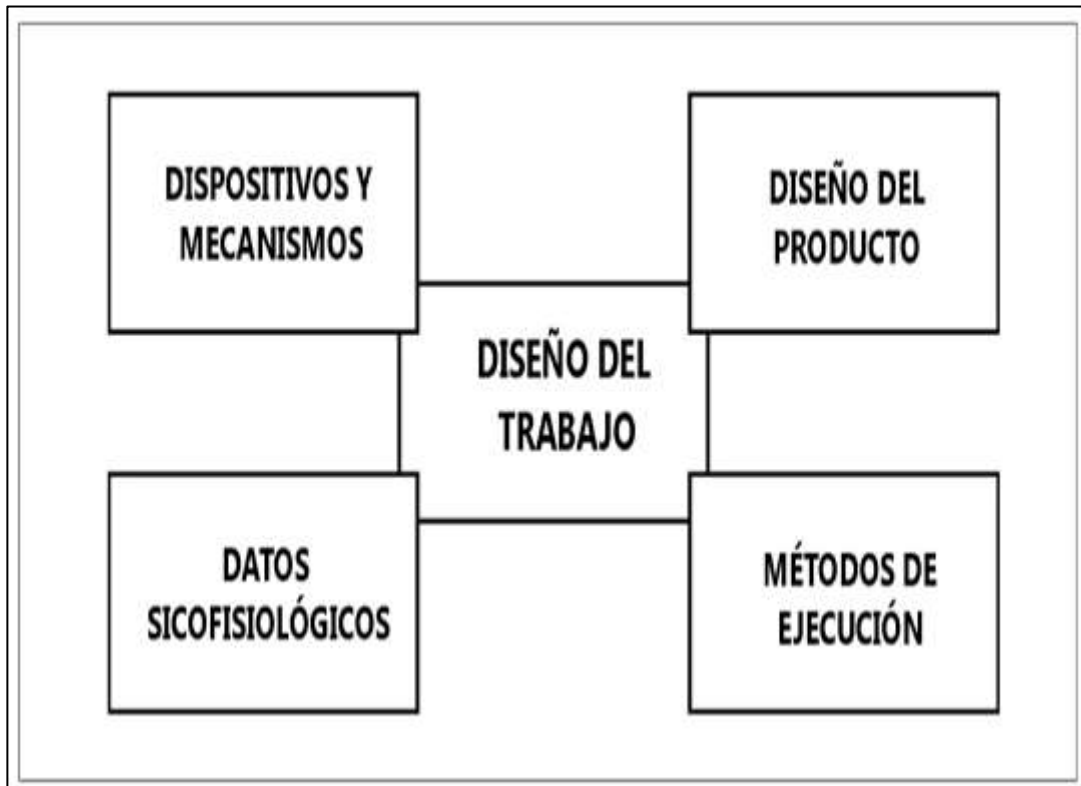 DISPOSITIVOS Y
MECANISMOS
DISEÑO DEL
PRODUCTO
DISEÑO DEL
TRABAJO
DATOS
SICOFISIOLÓGICOS
MÉTODOS DE
EJECUCIÓN